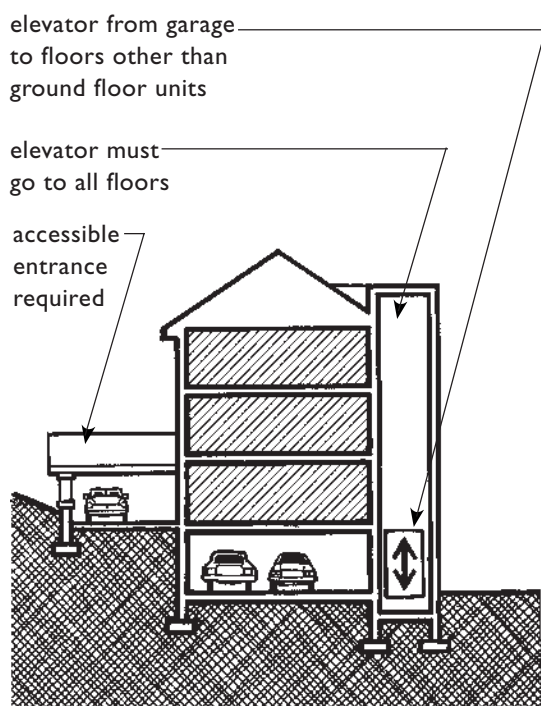 elevator from garage
to floors other than
ground floor units
elevator must
go to all floors
accessible
entrance
required